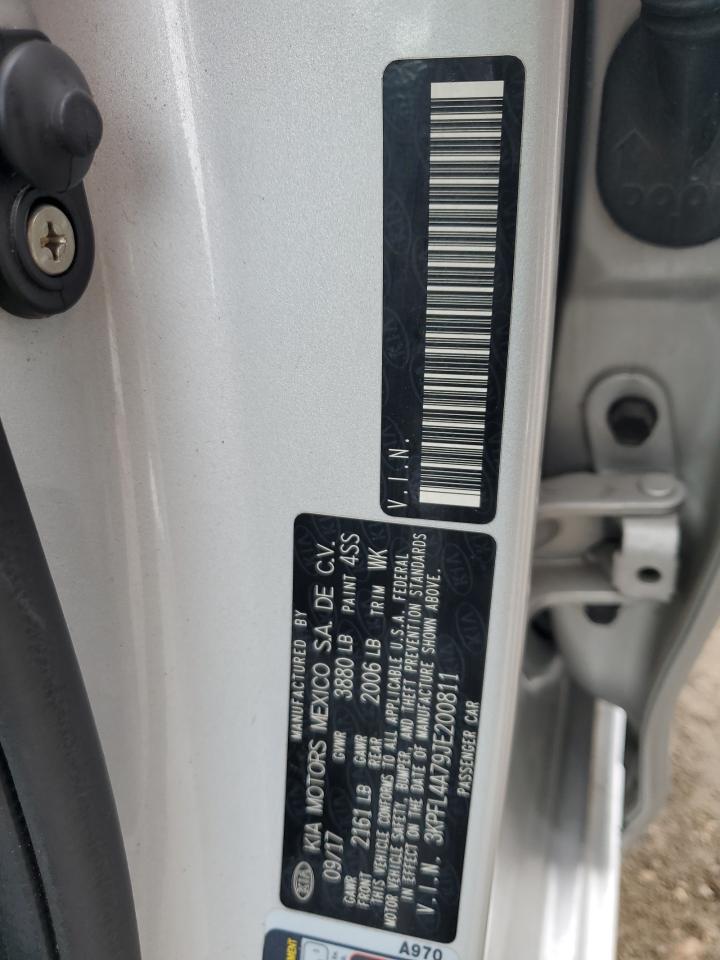 V.I.N.
MANUFACTURED BY
KIA
KIA MOTORS MEXICO S.A. DE C.V.
09/17 GVWR 3880 LB PAINT 4SS
GAWR FRONT 2161 LB GAWR REAR 2006 LB TRIM WK
THIS VEHICLE CONFORMS TO ALL APPLICABLE U.S.A. FEDERAL
MOTOR VEHICLE SAFETY, BUMPER, AND THEFT PREVENTION STANDARDS
IN EFFECT ON THE DATE OF MANUFACTURE SHOWN ABOVE.
V.I.N. 3KPFL4A79JE200811
PASSENGER CAR
A970